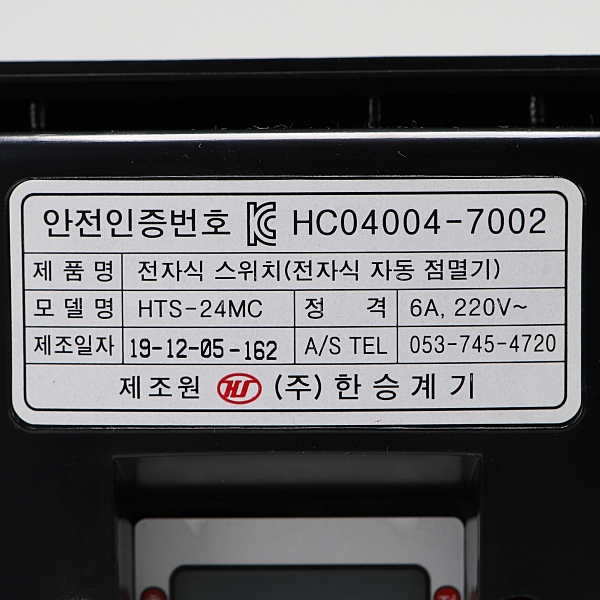 안전인증번호 KC HC04004-7002
제품명 전자식 스위치(전자식 자동 점멸기)
모델명 HTS-24MC 정격 6A, 220V~
제조일자 19-12-05-162 A/S TEL 053-745-4720
제조원 HS (주)한승계기